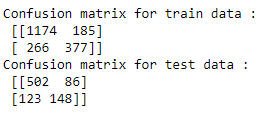 Confusion matrix for train data :
[[1174 185]
[ 266 377]]
Confusion matrix for test data :
[[502 86]
[123 148]]